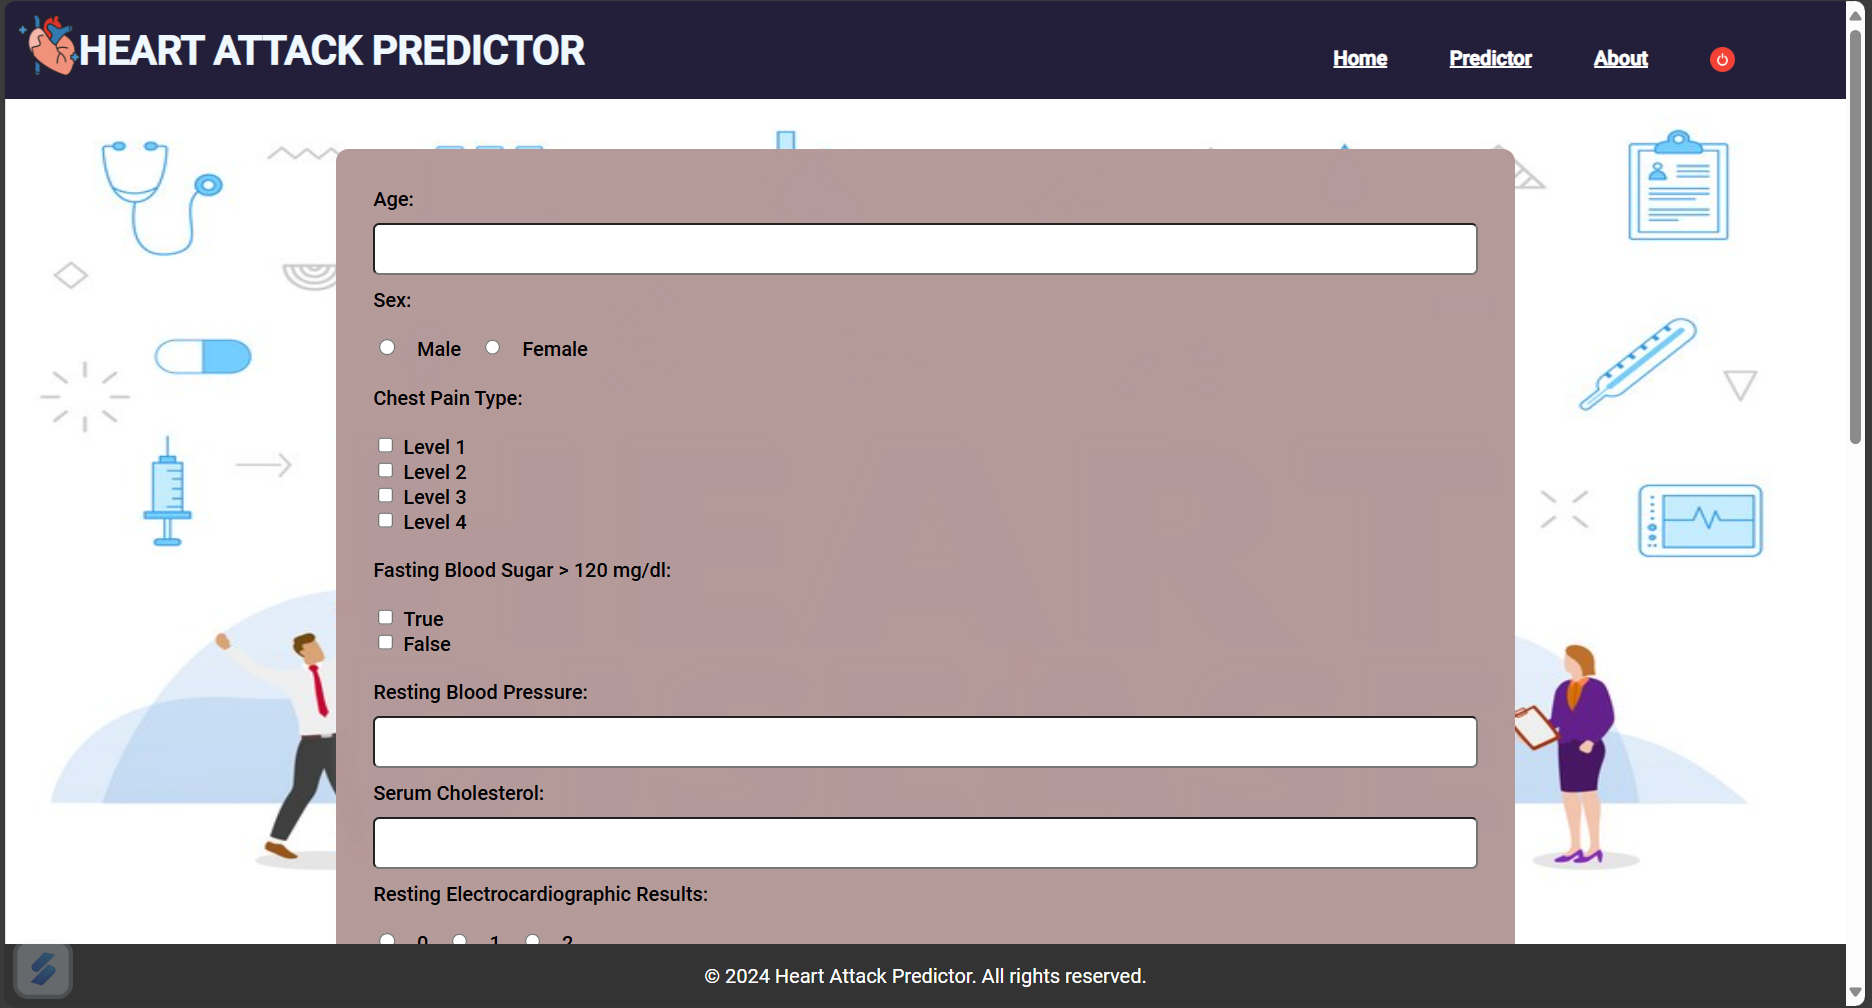 HEART ATTACK PREDICTOR
Home Predictor About
Age:
Sex:
Male Female
Chest Pain Type:
Level 1
Level 2
Level 3
Level 4
Fasting Blood Sugar > 120 mg/dl:
True
False
Resting Blood Pressure:
Serum Cholesterol:
Resting Electrocardiographic Results:
0 1 2
© 2024 Heart Attack Predictor. All rights reserved.